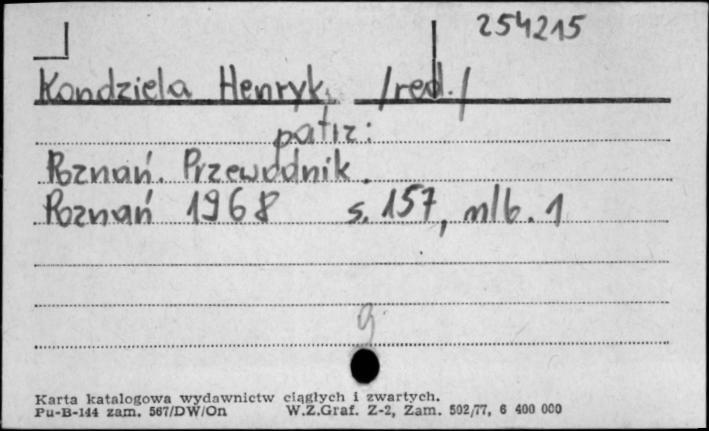 254215
Kondziela Henryk. /red./
patrz:
Poznań. Przewodnik.
Poznań 1968 s. 157, nlb. 1
g
Karta katalogowa wydawnictw ciągłych i zwartych.
Pu-B-144 zam. 567/DW/On W.Z.Graf. Z-2, Zam. 502/77, 6 400 000